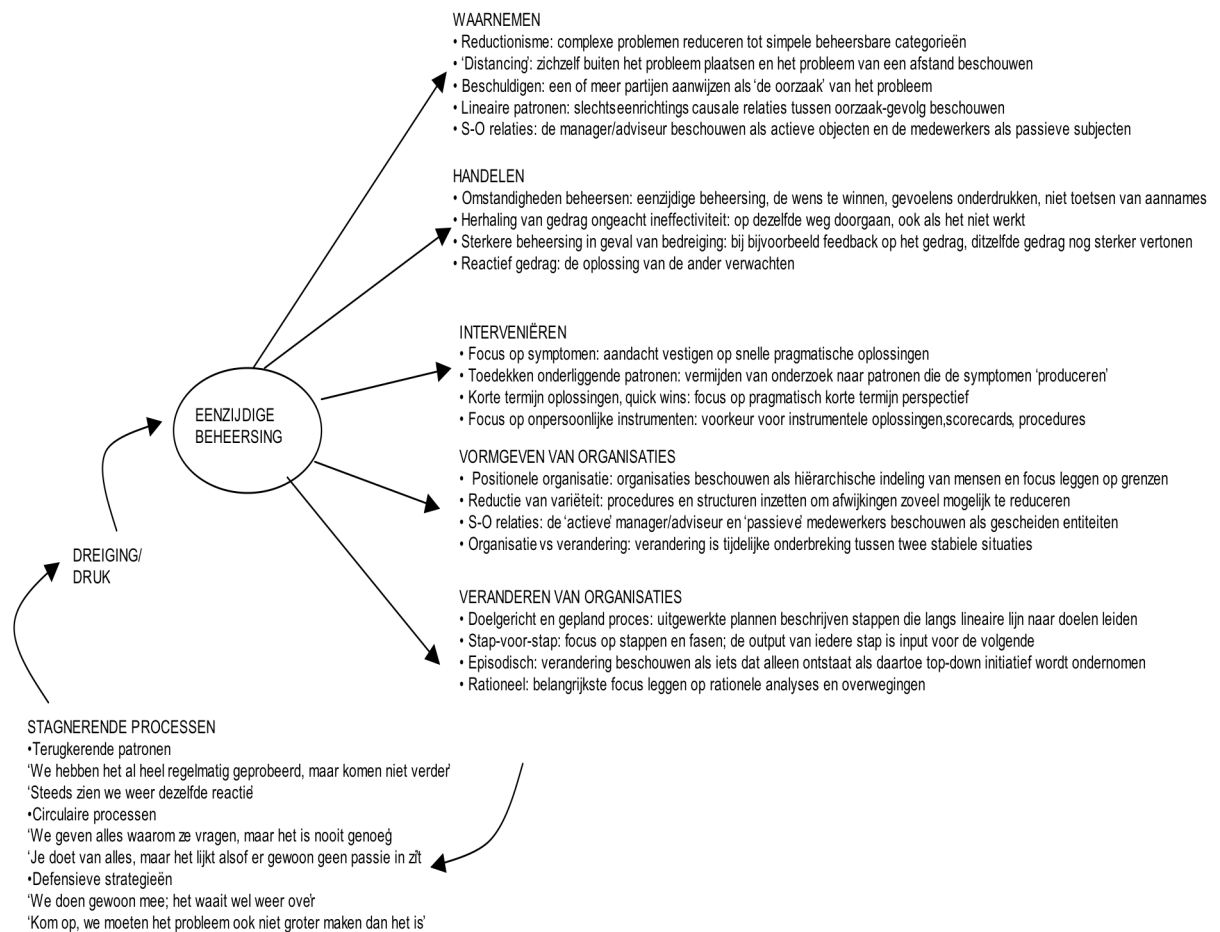 WAARNEMEN
• Reductionisme: complexe problemen reduceren tot simpele beheersbare categorieën
• ‘Distancing’: zichzelf buiten het probleem plaatsen en het probleem van een afstand beschouwen
• Beschuldigen: een of meer partijen aanwijzen als ‘de oorzaak’ van het probleem
• Lineaire patronen: slechtseenrichtings causale relaties tussen oorzaak-gevolg beschouwen
• S-O relaties: de manager/adviseur beschouwen als actieve objecten en de medewerkers als passieve subjecten
HANDELEN
• Omstandigheden beheersen: eenzijdige beheersing, de wens te winnen, gevoelens onderdrukken, niet toetsen van aannames
• Herhaling van gedrag ongeacht ineffectiviteit: op dezelfde weg doorgaan, ook als het niet werkt
• Sterkere beheersing in geval van bedreiging: bij bijvoorbeeld feedback op het gedrag, ditzelfde gedrag nog sterker vertonen
• Reactief gedrag: de oplossing van de ander verwachten
INTERVENIËREN
• Focus op symptomen: aandacht vestigen op snelle pragmatische oplossingen
• Toedekken onderliggende patronen: vermijden van onderzoek naar patronen die de symptomen ‘produceren’
• Korte termijn oplossingen, quick wins: focus op pragmatisch korte termijn perspectief
• Focus op onpersoonlijke instrumenten: voorkeur voor instrumentele oplossingen,scorecards, procedures
EENZIJDIGE
BEHEERSING
VORMGEVEN VAN ORGANISATIES
• Positionele organisatie: organisaties beschouwen als hiërarchische indeling van mensen en focus leggen op grenzen
• Reductie van variëteit: procedures en structuren inzetten om afwijkingen zoveel mogelijk te reduceren
• S-O relaties: de ‘actieve’ manager/adviseur en ‘passieve’ medewerkers beschouwen als gescheiden entiteiten
• Organisatie vs verandering: verandering is tijdelijke onderbreking tussen twee stabiele situaties
DREIGING/
DRUK
VERANDEREN VAN ORGANISATIES
• Doelgericht en gepland proces: uitgewerkte plannen beschrijven stappen die langs lineaire lijn naar doelen leiden
• Stap-voor-stap: focus op stappen en fasen; de output van iedere stap is input voor de volgende
• Episodisch: verandering beschouwen als iets dat alleen ontstaat als daartoe top-down initiatief wordt ondernomen
• Rationeel: belangrijkste focus leggen op rationele analyses en overwegingen
STAGNERENDE PROCESSEN
•Terugkerende patronen
‘We hebben het al heel regelmatig geprobeerd, maar komen niet verder’
‘Steeds zien we weer dezelfde reactie’
•Circulaire processen
‘We geven alles waarom ze vragen, maar het is nooit genoeg’
‘Je doet van alles, maar het lijkt alsof er gewoon geen passie in zit’
•Defensieve strategieën
‘We doen gewoon mee; het waait wel weer over’
‘Kom op, we moeten het probleem ook niet groter maken dan het is’